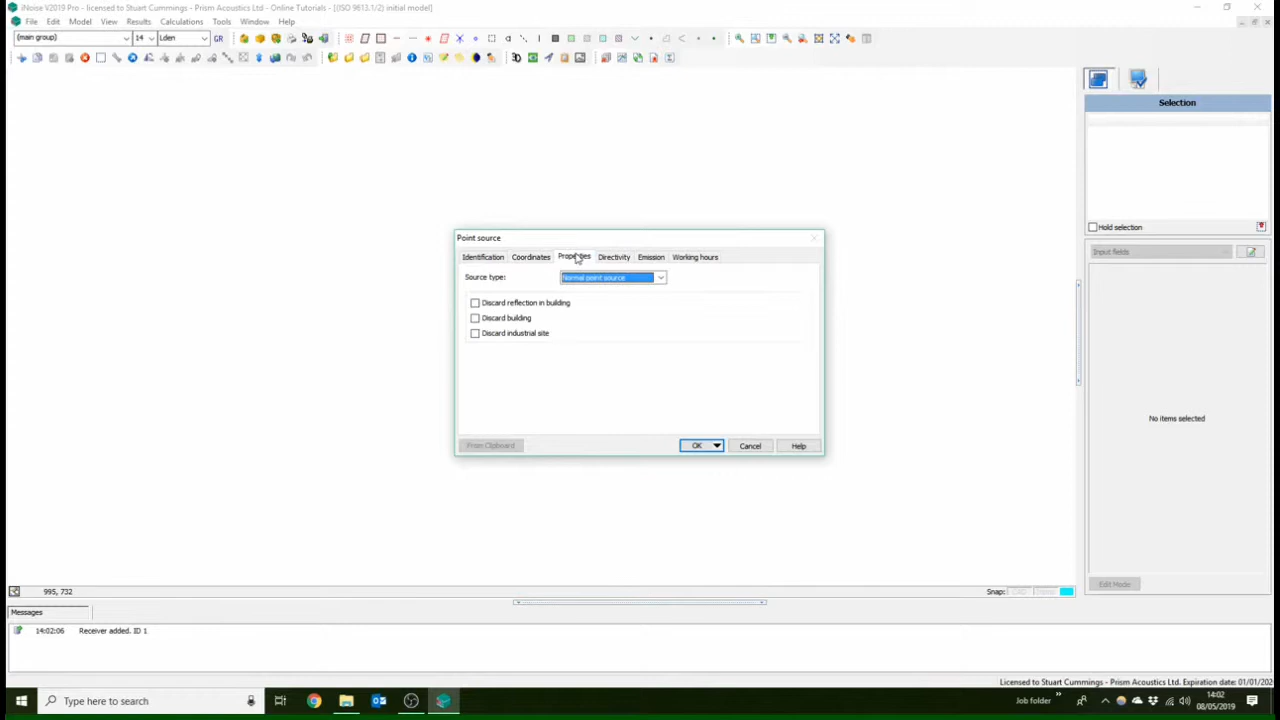 iNoise V2019 Pro - licensed to Stuart Cummings - Prism Acoustics Ltd - Online Tutorials - [(ISO 9613.1/2) initial model]
File Edit Model View Results Calculations Tools Window Help
(main group) 14 Lden GR
3D
Selection
Hold selection
Input fields
No items selected
Edit Mode
Point source
Identification Coordinates Properties Directivity Emission Working hours
Source type: Normal point source
Discard reflection in building
Discard building
Discard industrial site
From Clipboard OK Cancel Help
995, 732 Snap:
Messages
14:02:06 Receiver added. ID 1
Licensed to Stuart Cummings - Prism Acoustics Ltd. Expiration date: 01/01/202
Type here to search Job folder » 14:02
08/05/2019